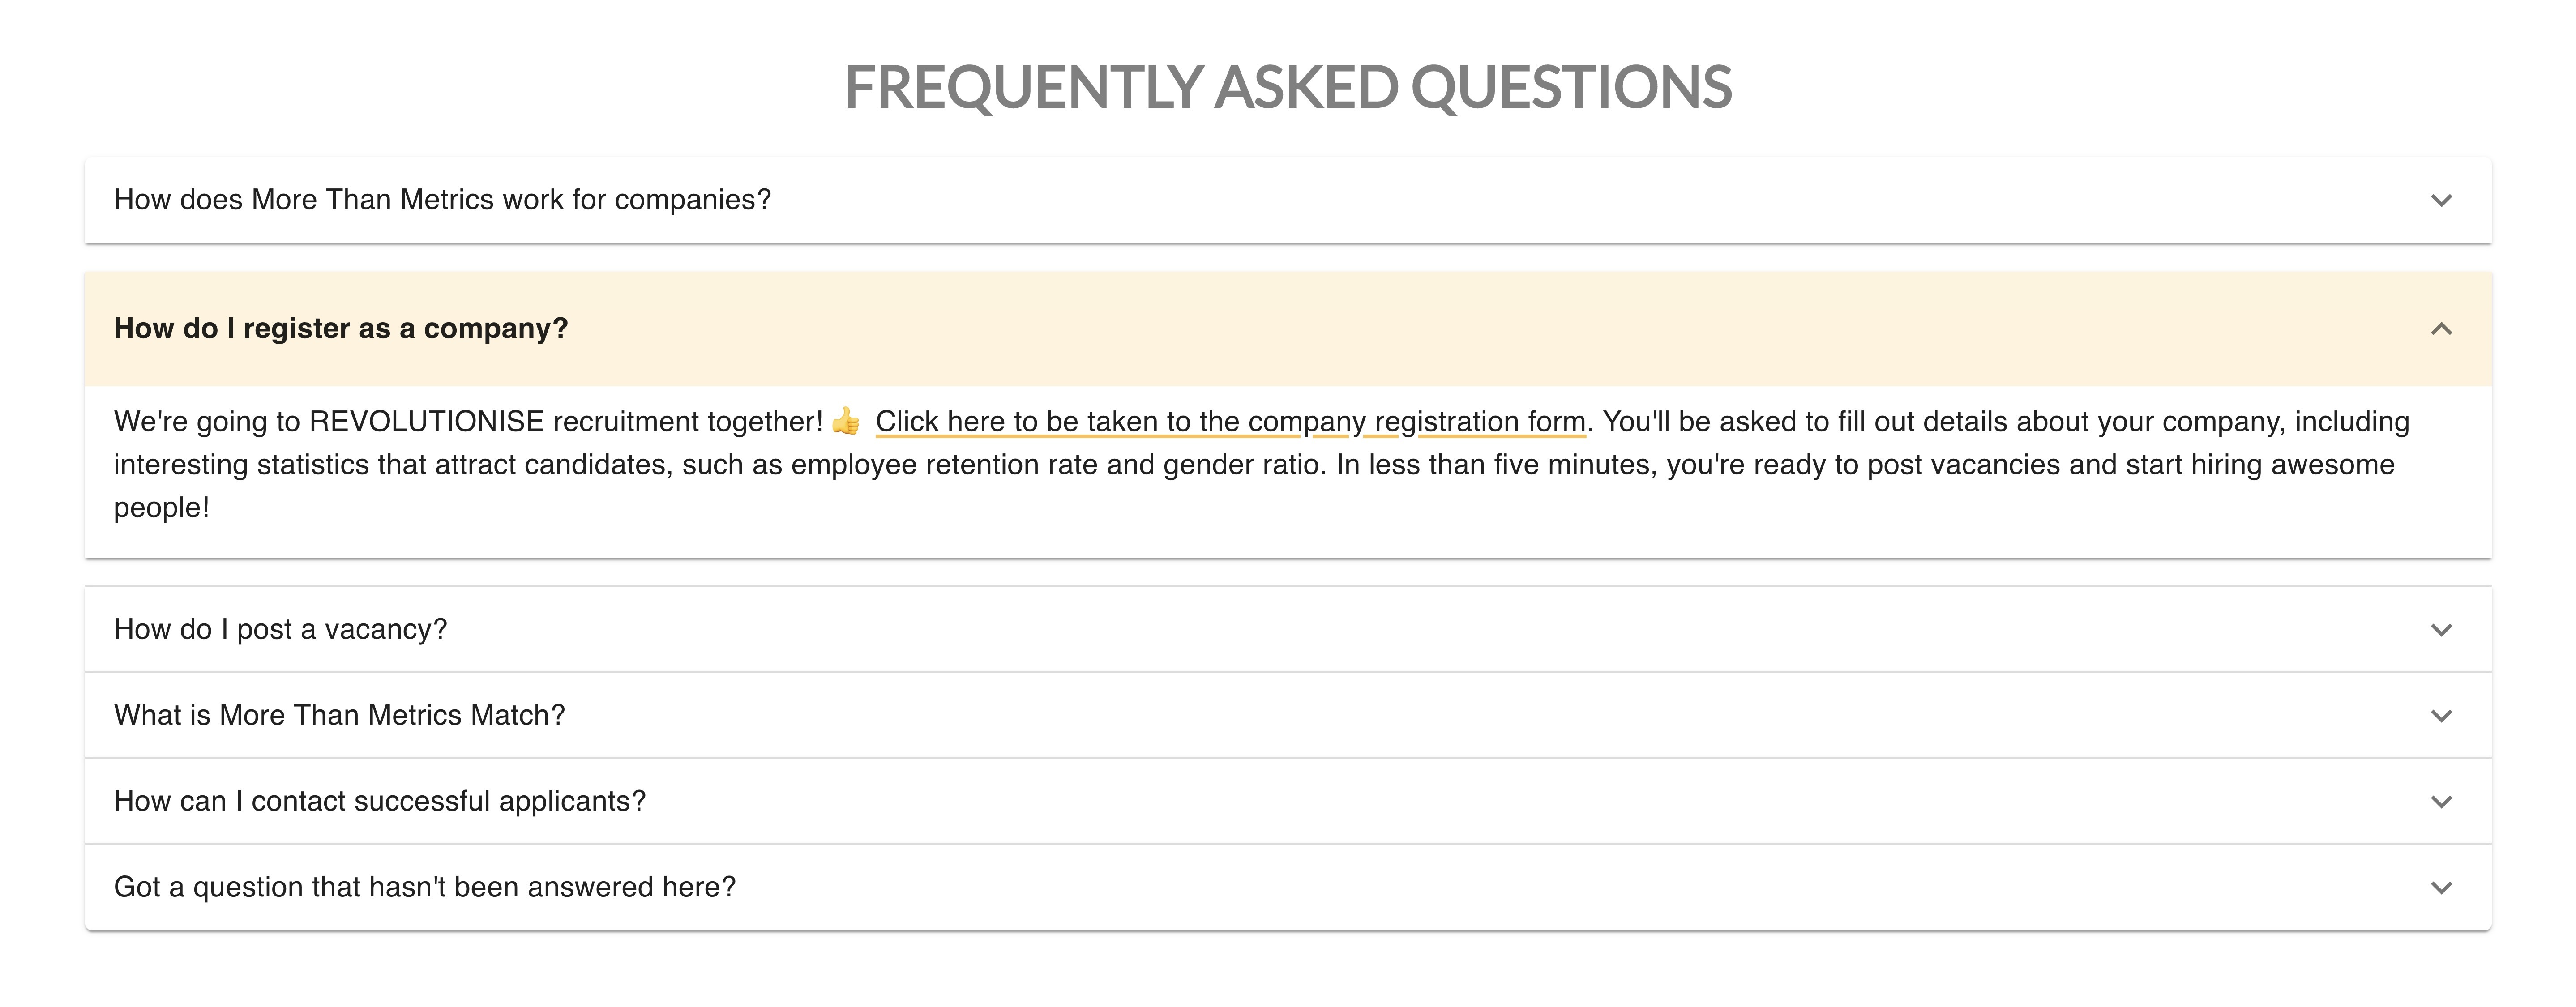 FREQUENTLY ASKED QUESTIONS
How does More Than Metrics work for companies?
How do I register as a company?
We're going to REVOLUTIONISE recruitment together! 👍 Click here to be taken to the company registration form. You'll be asked to fill out details about your company, including
interesting statistics that attract candidates, such as employee retention rate and gender ratio. In less than five minutes, you're ready to post vacancies and start hiring awesome
people!
How do I post a vacancy?
What is More Than Metrics Match?
How can I contact successful applicants?
Got a question that hasn't been answered here?